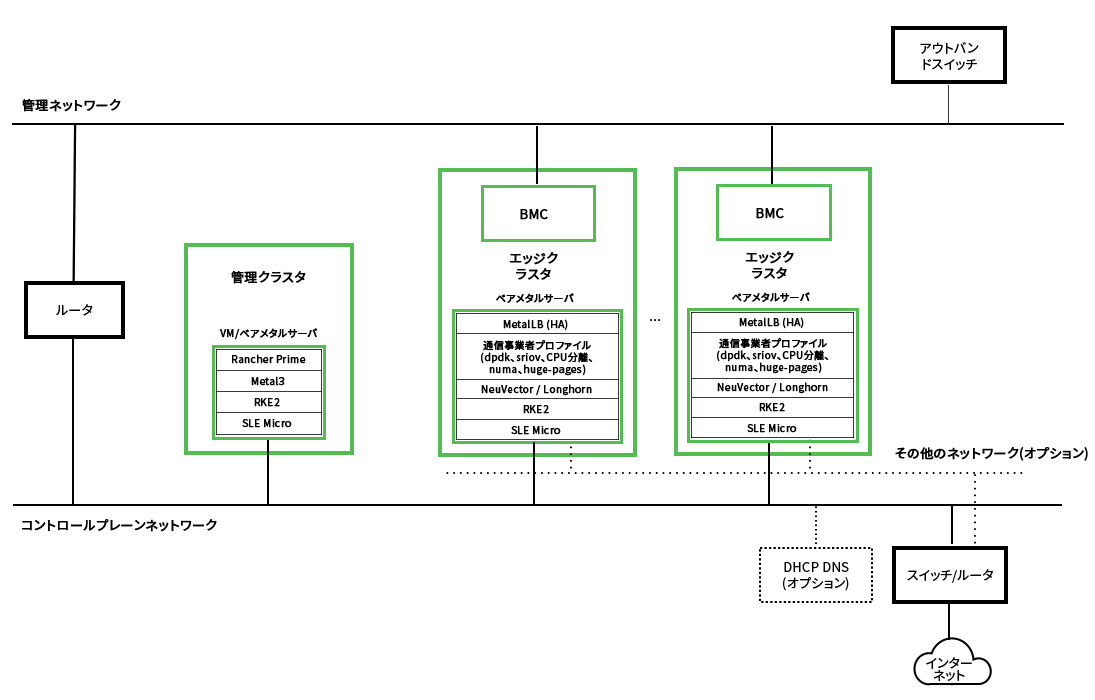 アウトバン
ドスイッチ
管理ネットワーク
BMC
エッジク
ラスタ
ベアメタルサーバ
MetalLB (HA)
通信事業者プロファイル
(dpdk、sriov、CPU分離、
numa、huge-pages)
NeuVector / Longhorn
RKE2
SLE Micro
...
BMC
エッジク
ラスタ
ベアメタルサーバ
MetalLB (HA)
通信事業者プロファイル
(dpdk、sriov、CPU分離、
numa、huge-pages)
NeuVector / Longhorn
RKE2
SLE Micro
管理クラスタ
VM/ベアメタルサーバ
Rancher Prime
Metal3
RKE2
SLE Micro
ルータ
その他のネットワーク(オプション)
コントロールプレーンネットワーク
DHCP DNS
(オプション)
スイッチ/ルータ
インター
ネット